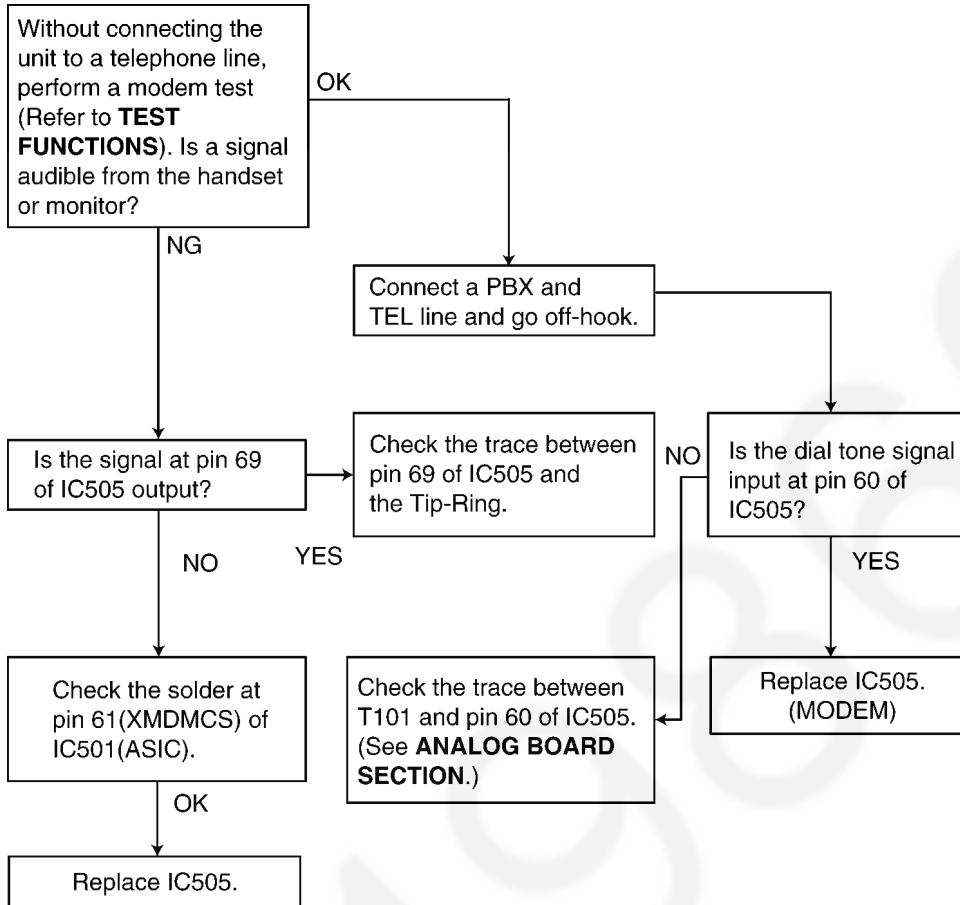 Without connecting the
unit to a telephone line,
perform a modem test
(Refer to TEST
FUNCTIONS). Is a signal
audible from the handset
or monitor?
OK
NG
Connect a PBX and
TEL line and go off-hook.
Is the signal at pin 69
of IC505 output?
YES
Check the trace between
pin 69 of IC505 and
the Tip-Ring.
NO
Is the dial tone signal
input at pin 60 of
IC505?
NO
YES
Check the solder at
pin 61(XMDMCS) of
IC501(ASIC).
Check the trace between
T101 and pin 60 of IC505.
(See ANALOG BOARD
SECTION.)
Replace IC505.
(MODEM)
OK
Replace IC505.